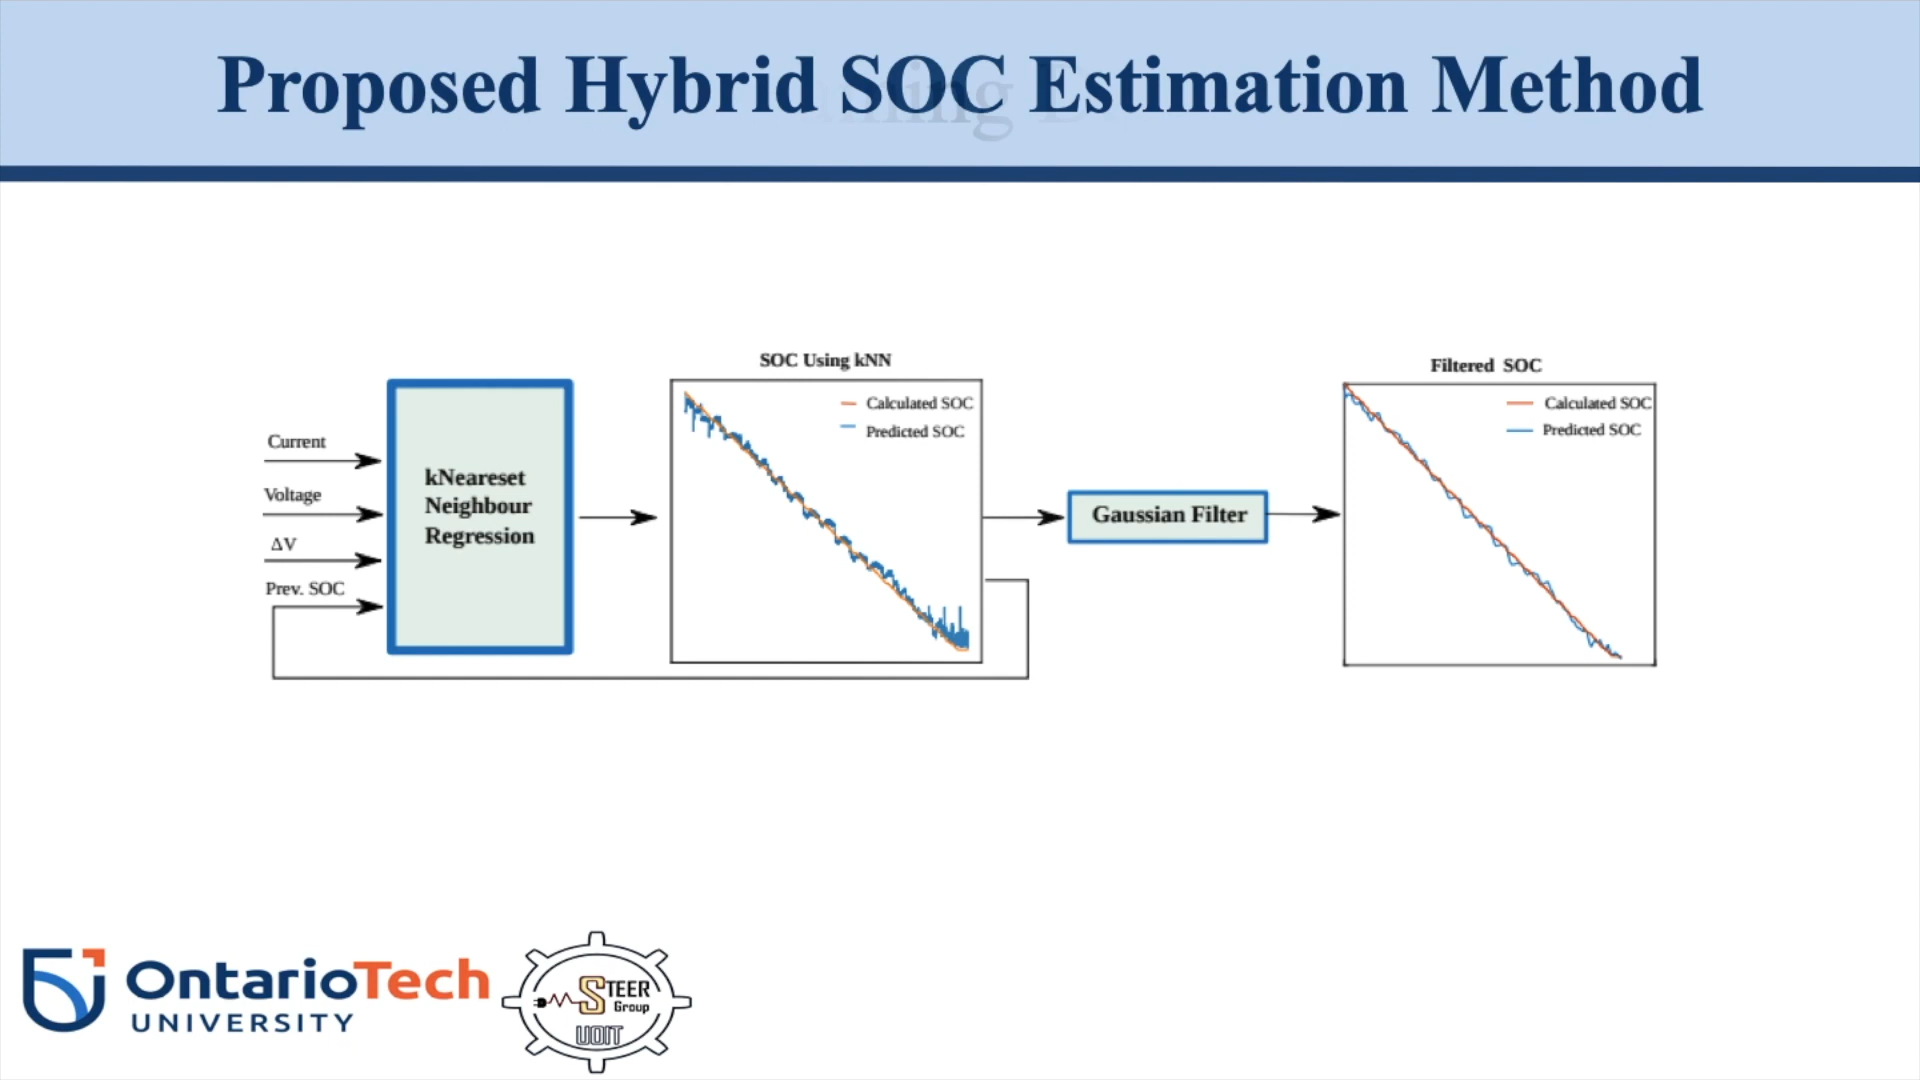 Proposed Hybrid SOC Estimation Method
SOC Using kNN
Filtered SOC
Calculated SOC
Predicted SOC
Calculated SOC
Predicted SOC
Current
Voltage
ΔV
Prev. SOC
kNeareset
Neighbour
Regression
Gaussian Filter
OntarioTech
UNIVERSITY
STEER
Group
UOIT